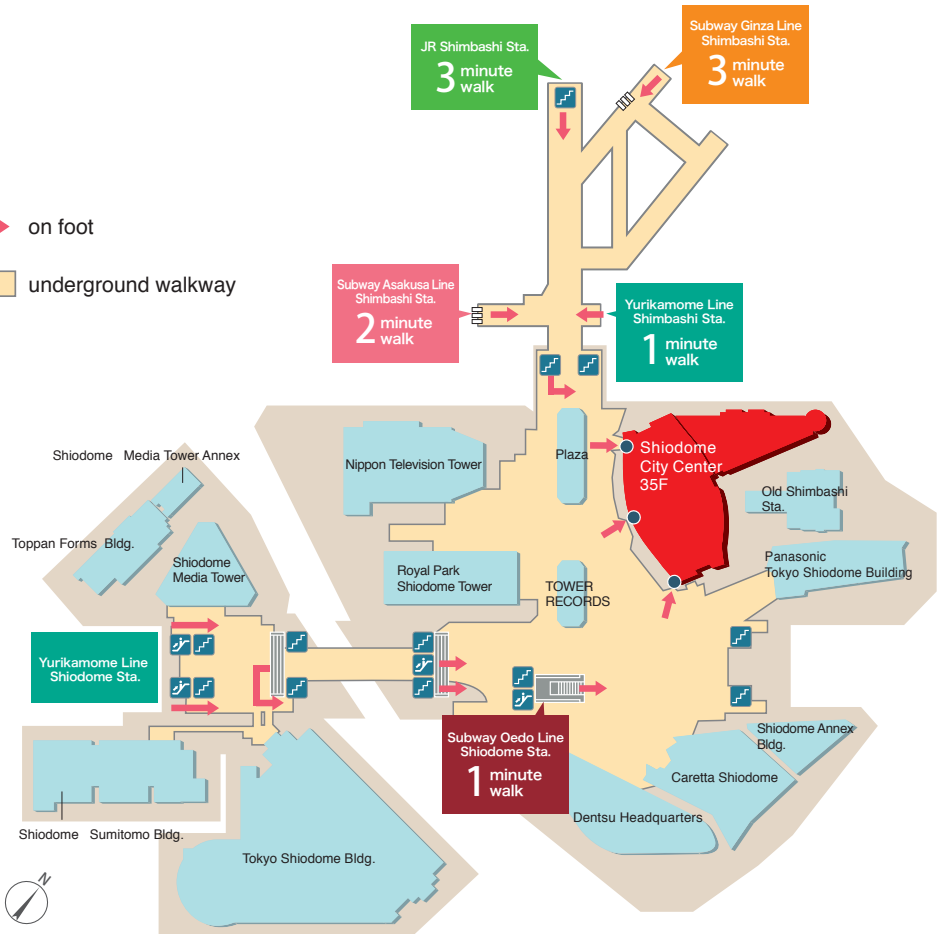 JR Shimbashi Sta.
3 minute
walk
Subway Ginza Line
Shimbashi Sta.
3 minute
walk
on foot
underground walkway
Subway Asakusa Line
Shimbashi Sta.
2 minute
walk
Yurikamome Line
Shimbashi Sta.
1 minute
walk
Shiodome Media Tower Annex
Nippon Television Tower
Plaza
Shiodome
City Center
35F
Old Shimbashi
Sta.
Toppan Forms Bldg.
Shiodome
Media Tower
Royal Park
Shiodome Tower
TOWER
RECORDS
Panasonic
Tokyo Shiodome Building
Yurikamome Line
Shiodome Sta.
Subway Oedo Line
Shiodome Sta.
1 minute
walk
Shiodome Annex
Bldg.
Caretta Shiodome
Dentsu Headquarters
Shiodome Sumitomo Bldg.
Tokyo Shiodome Bldg.
N